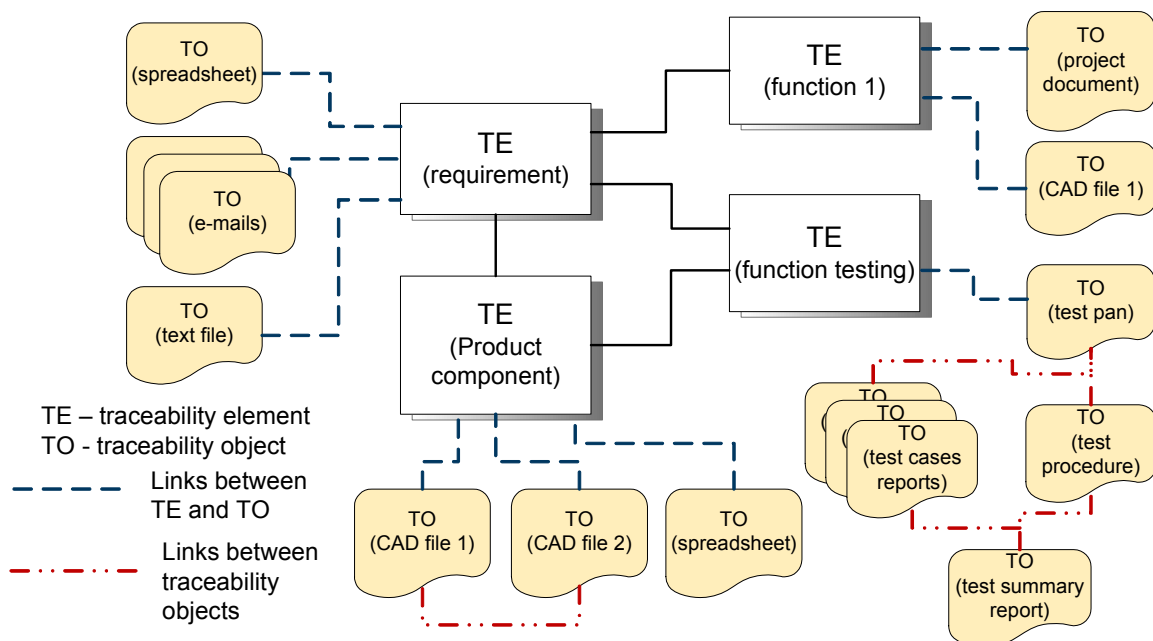 TO
(spreadsheet)
TO
(e-mails)
TO
(text file)
TE
(requirement)
TE
(Product
component)
TE
(function 1)
TE
(function testing)
TO
(project
document)
TO
(CAD file 1)
TO
(test pan)
TO
(test
procedure)
TO
(
TO
(
TO
(test cases
reports)
TO
(test summary
report)
TO
(CAD file 1)
TO
(CAD file 2)
TO
(spreadsheet)
TE – traceability element
TO - traceability object
Links between
TE and TO
Links between
traceability
objects